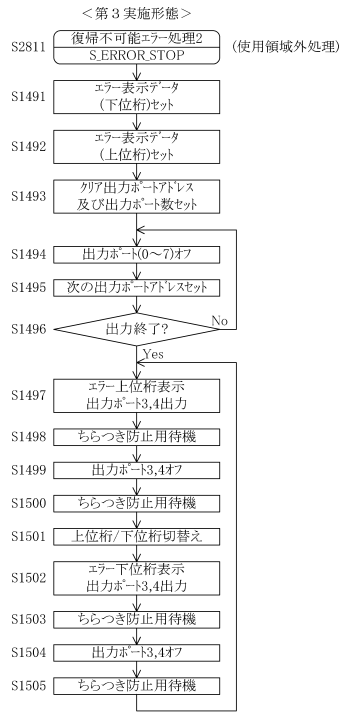 ＜第３実施形態＞
S2811
復帰不可能エラー処理2
S_ERROR_STOP
(使用領域外処理)
S1491
エラー表示データ
(下位桁)セット
S1492
エラー表示データ
(上位桁)セット
S1493
クリア出力ポートアドレス
及び出力ポート数セット
S1494
出力ポート(0～7)オフ
S1495
次の出力ポートアドレスセット
S1496
出力終了?
No
Yes
S1497
エラー上位桁表示
出力ポート3,4出力
S1498
ちらつき防止用待機
S1499
出力ポート3,4オフ
S1500
ちらつき防止用待機
S1501
上位桁/下位桁切替え
S1502
エラー下位桁表示
出力ポート3,4出力
S1503
ちらつき防止用待機
S1504
出力ポート3,4オフ
S1505
ちらつき防止用待機